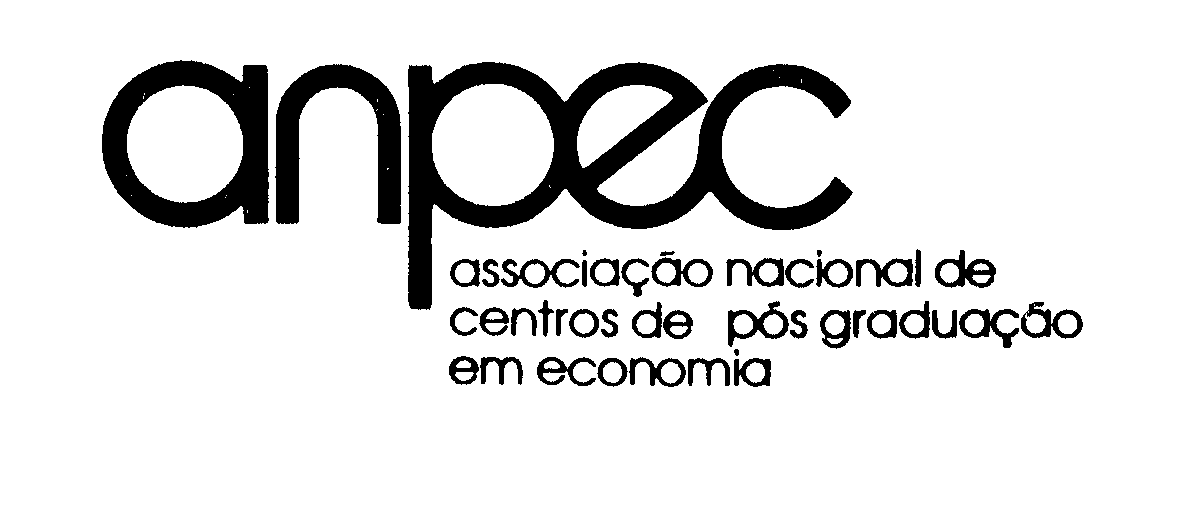 anpec
associação nacional de
centros de pós graduação
em economia